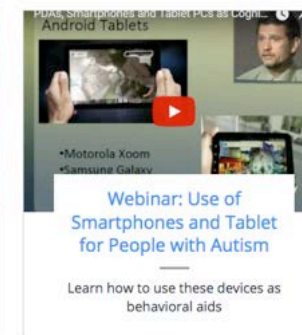 PDAs, Smartphones and Tablet PCs as Cogni...
Android Tablets
•Motorola Xoom
•Samsung Galaxy
Webinar: Use of
Smartphones and Tablet
for People with Autism
Learn how to use these devices as
behavioral aids